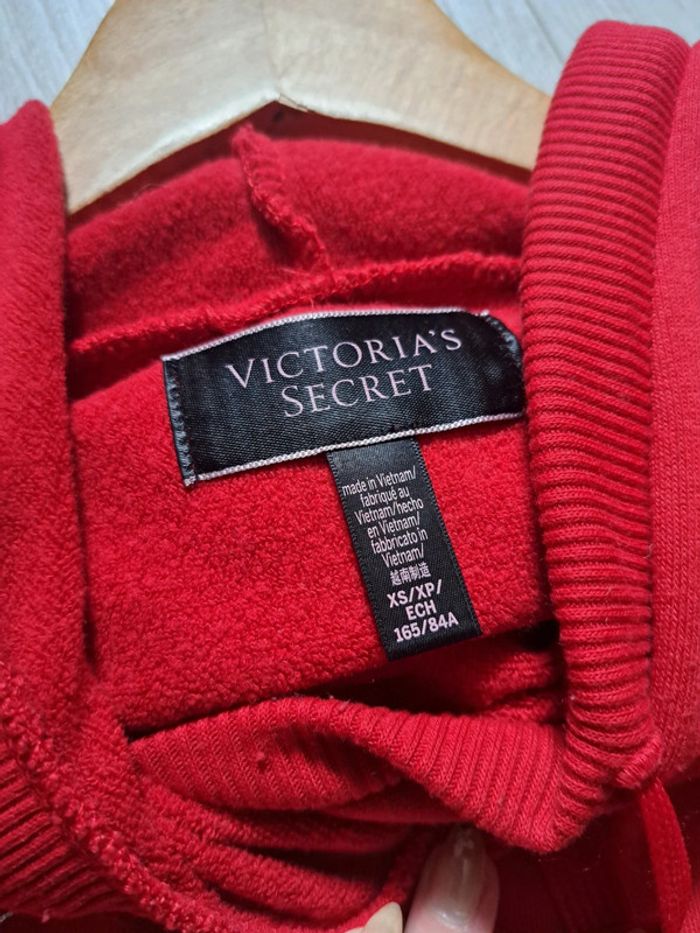 VICTORIA'S
SECRET
made in Vietnam/
fabriqué au
Vietnam/hecho
en Vietnam/
fabbricato in
Vietnam/
越南制造
XS/XP/
ECH
165/84A